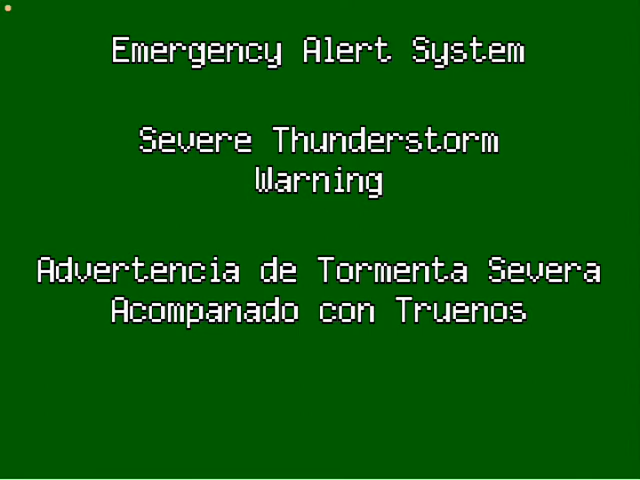 Emergency Alert System
Severe Thunderstorm
Warning
Advertencia de Tormenta Severa
Acompanado con Truenos